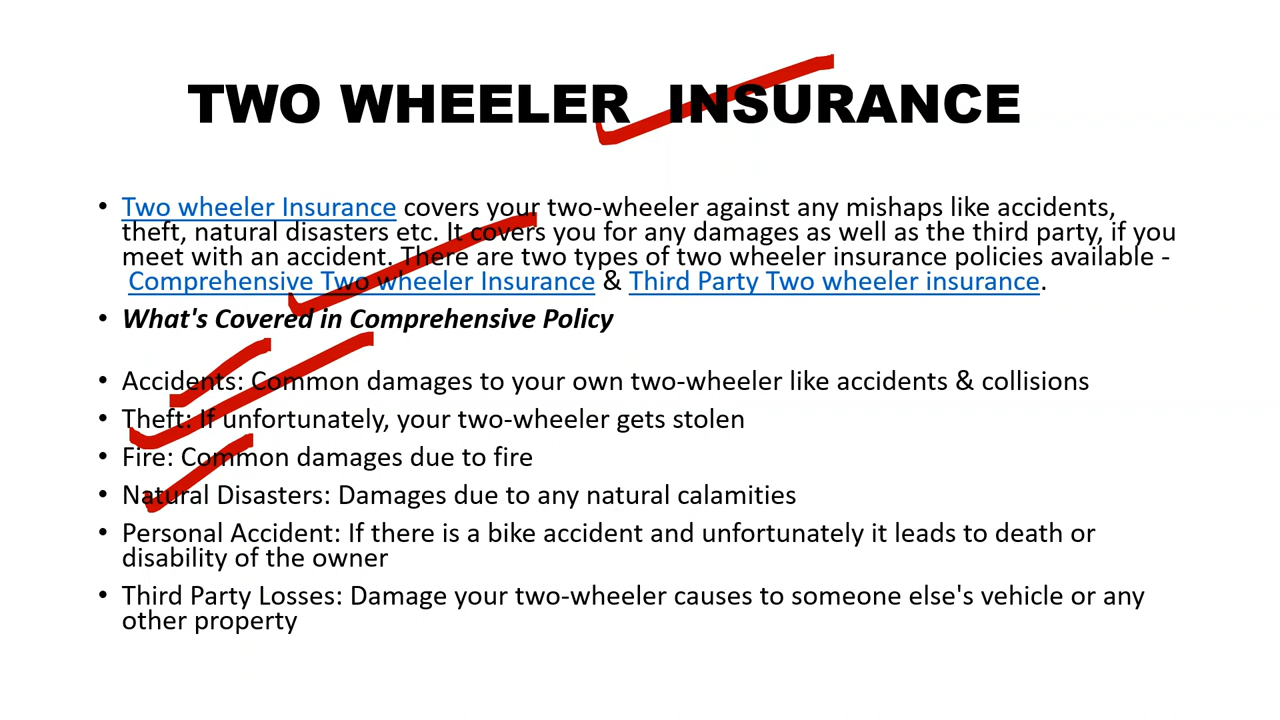 TWO WHEELER INSURANCE
• Two wheeler Insurance covers your two-wheeler against any mishaps like accidents,
theft, natural disasters etc. It covers you for any damages as well as the third party, if you
meet with an accident. There are two types of two wheeler insurance policies available -
Comprehensive Two wheeler Insurance & Third Party Two wheeler insurance.
• What's Covered in Comprehensive Policy
• Accidents: Common damages to your own two-wheeler like accidents & collisions
• Theft: If unfortunately, your two-wheeler gets stolen
• Fire: Common damages due to fire
• Natural Disasters: Damages due to any natural calamities
• Personal Accident: If there is a bike accident and unfortunately it leads to death or
disability of the owner
• Third Party Losses: Damage your two-wheeler causes to someone else's vehicle or any
other property